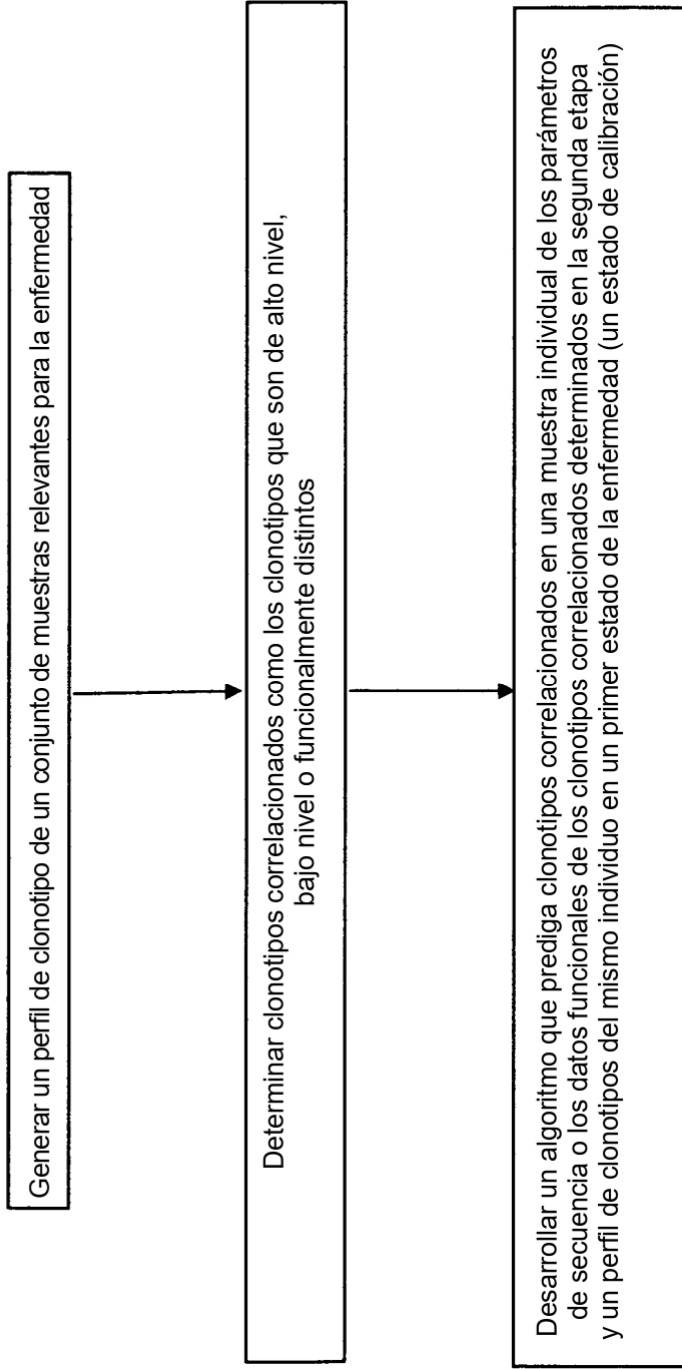 Generar un perfil de clonotipo de un conjunto de muestras relevantes para la enfermedad
Determinar clonotipos correlacionados como los clonotipos que son de alto nivel,
bajo nivel o funcionalmente distintos
Desarrollar un algoritmo que prediga clonotipos correlacionados en una muestra individual de los parámetros
de secuencia o los datos funcionales de los clonotipos correlacionados determinados en la segunda etapa
y un perfil de clonotipos del mismo individuo en un primer estado de la enfermedad (un estado de calibración)